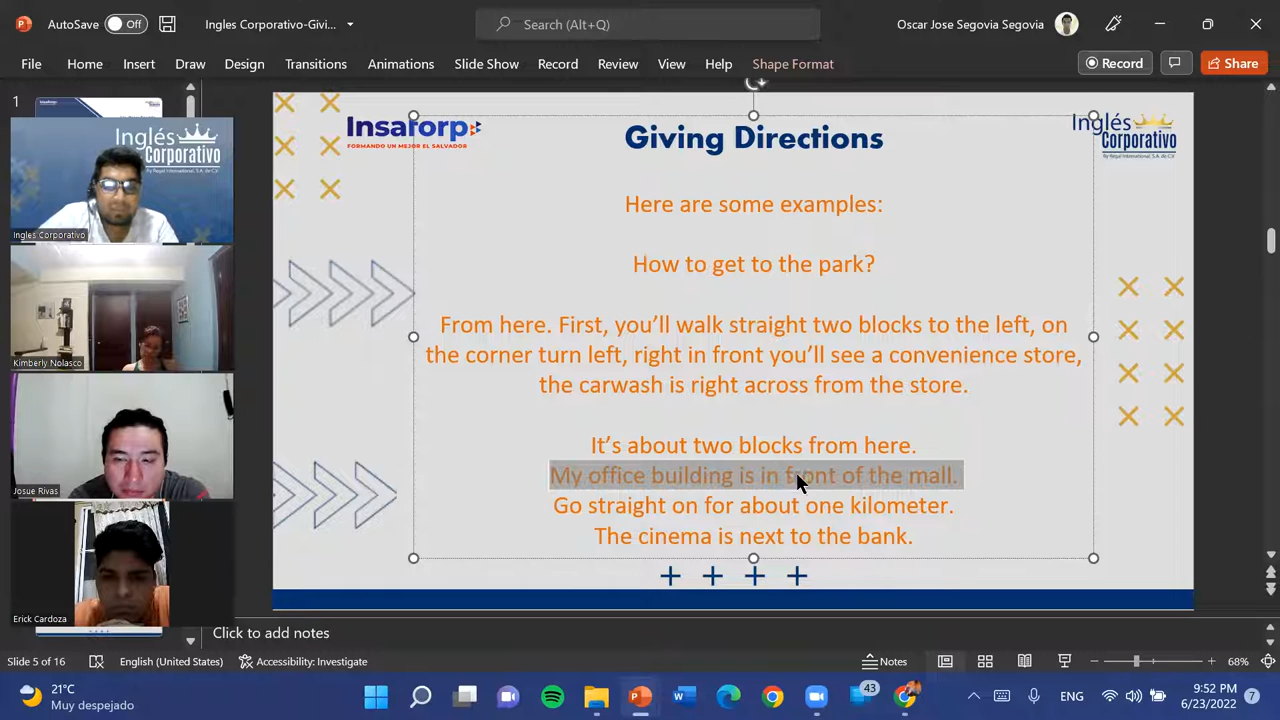 AutoSave Off Ingles Corporativo-Givi... Search (Alt+Q) Oscar Jose Segovia Segovia
File Home Insert Draw Design Transitions Animations Slide Show Record Review View Help Shape Format Record Share
1
Inglés Corporativo
Ingles Corporativo
Kimberly Nolasco
Josue Rivas
Erick Cardoza
Insaforp
FORMANDO UN MEJOR EL SALVADOR
Inglés
Corporativo
By Regal International, S.A. de C.V.
Giving Directions
Here are some examples:
How to get to the park?
From here. First, you’ll walk straight two blocks to the left, on
the corner turn left, right in front you’ll see a convenience store,
the carwash is right across from the store.
It’s about two blocks from here.
My office building is in front of the mall.
Go straight on for about one kilometer.
The cinema is next to the bank.
Click to add notes
Slide 5 of 16 English (United States) Accessibility: Investigate Notes 68%
21°C
Muy despejado
43
ENG
9:52 PM
6/23/2022
7